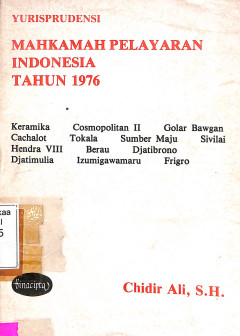 YURISPRUDENSI
MAHKAMAH PELAYARAN
INDONESIA
TAHUN 1976
Keramika Cosmopolitan II Golar Bawgan
Cachalot Tokala Sumber Maju Sivilai
Hendra VIII Berau Djatibrono
Djatimulia Izumigawamaru Frigro
binacipta
Chidir Ali, S.H.